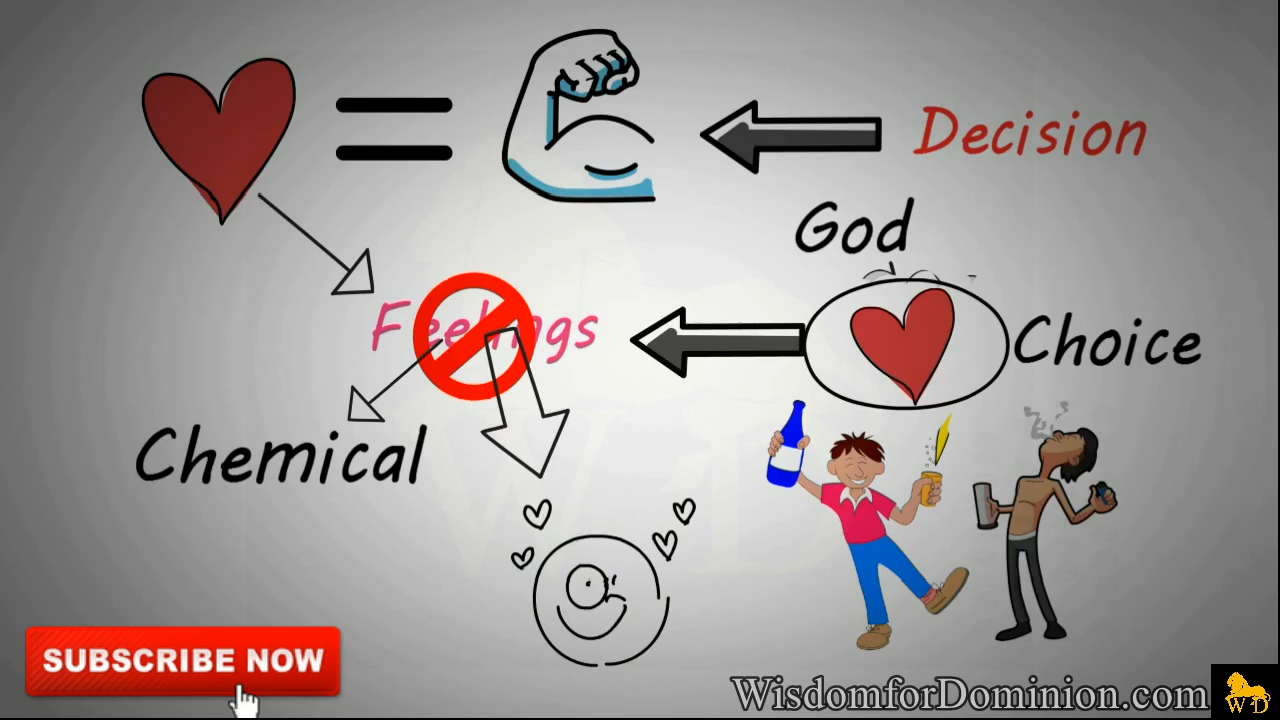 Decision
God
Feelings
Choice
Chemical
SUBSCRIBE NOW
WisdomforDominion.com
WD